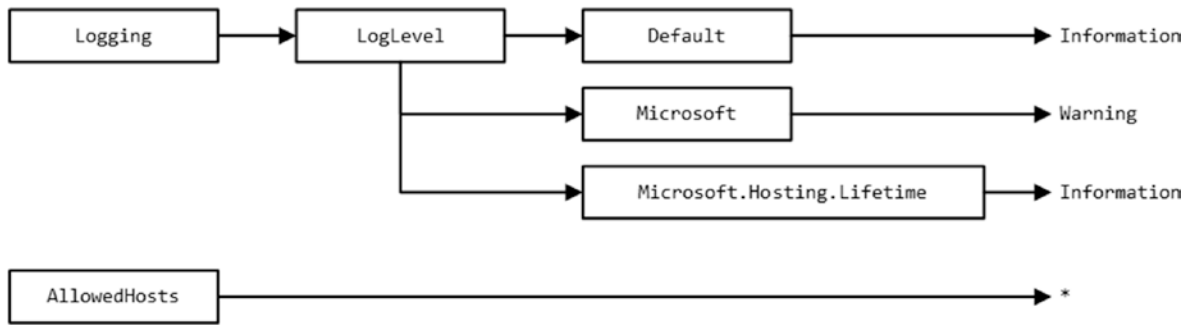 Logging LogLevel Default Information
Microsoft Warning
Microsoft.Hosting.Lifetime Information
AllowedHosts *